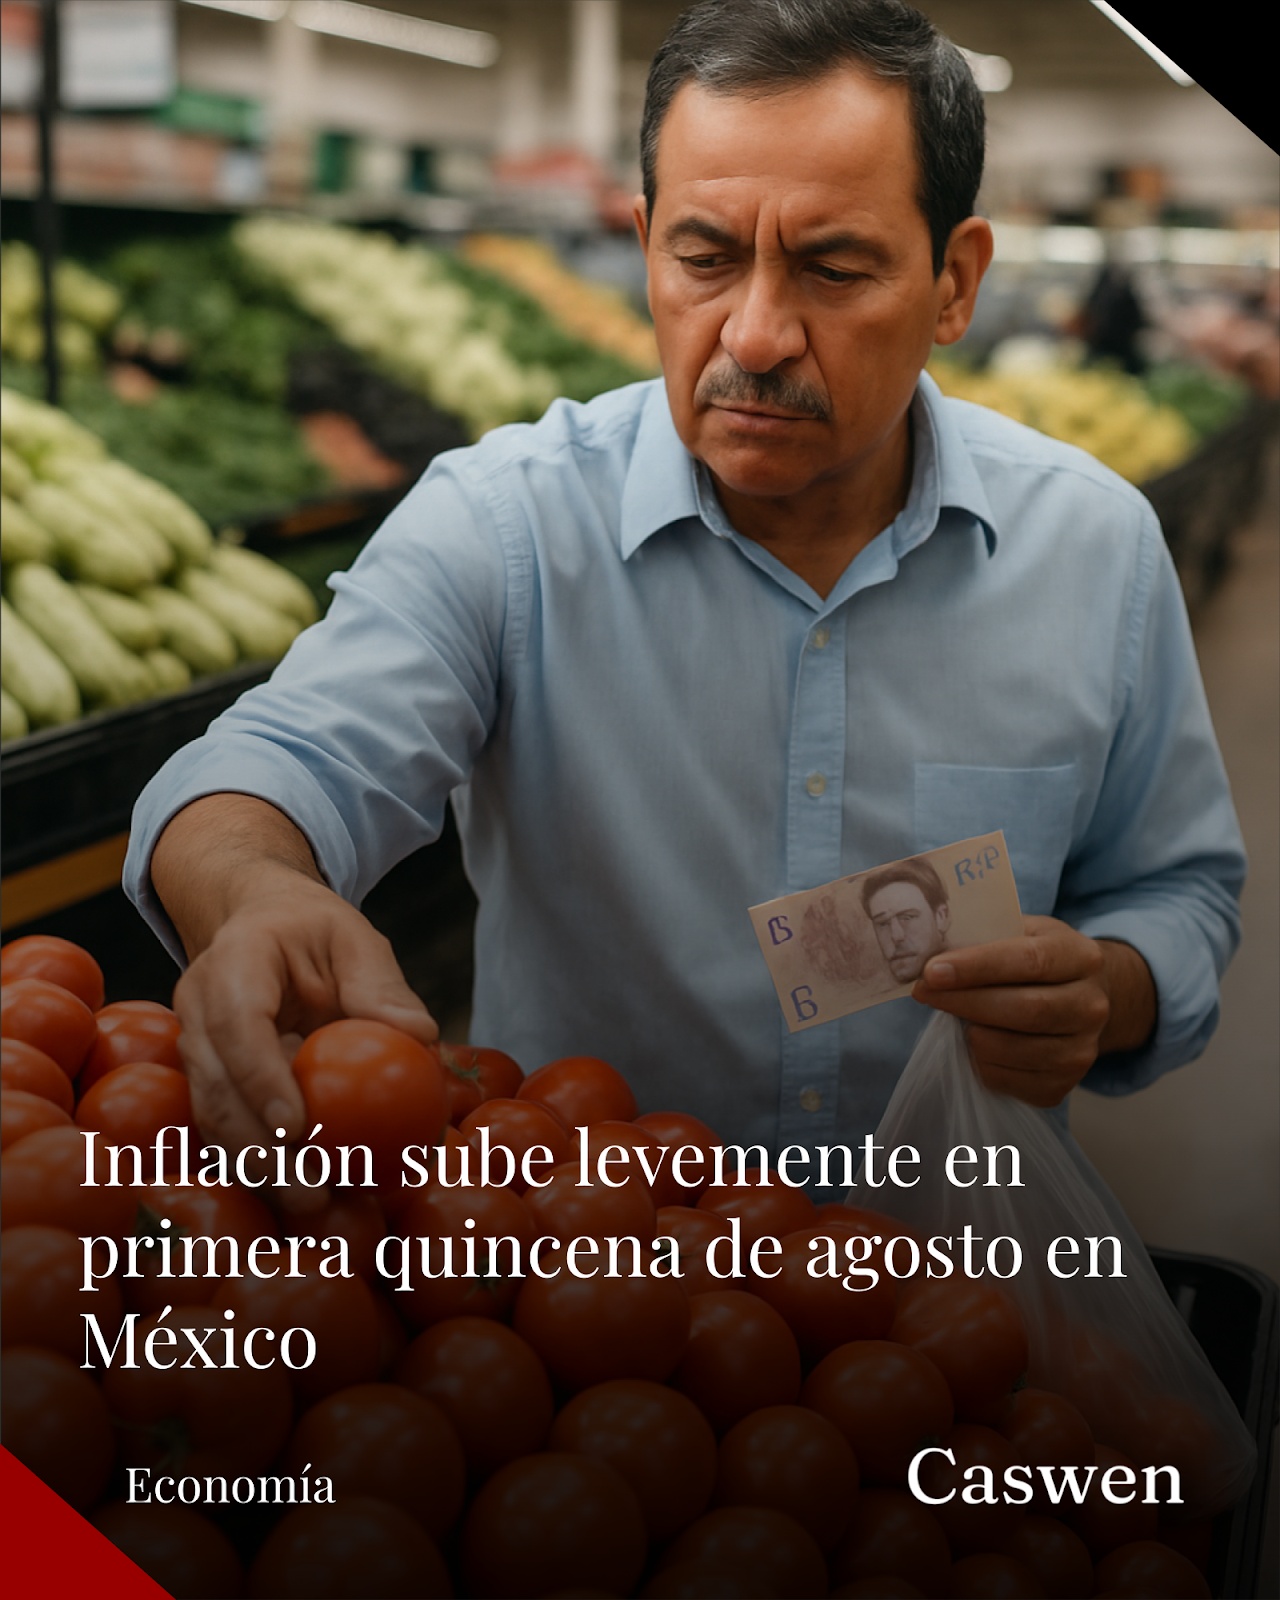 Inflación sube levemente en
primera quincena de agosto en
México
Economía
Caswen